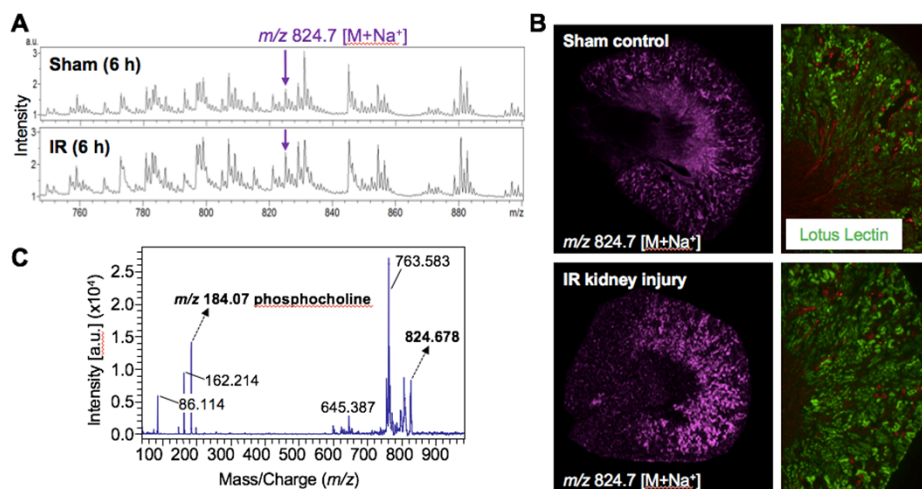 A
m/z 824.7 [M+Na⁺]
a.u.
3
Sham (6 h)
2
1
Intensity
3
IR (6 h)
2
1
760 780 800 820 840 860 880 m/z
B
Sham control
m/z 824.7 [M+Na⁺]
Lotus Lectin
IR kidney injury
m/z 824.7 [M+Na⁺]
C
Intensity [a.u.] (x10⁴)
2.5
2.0
1.5
1.0
0.5
0.0
763.583
m/z 184.07 phosphocholine
824.678
162.214
86.114
645.387
100 200 300 400 500 600 700 800 900
Mass/Charge (m/z)